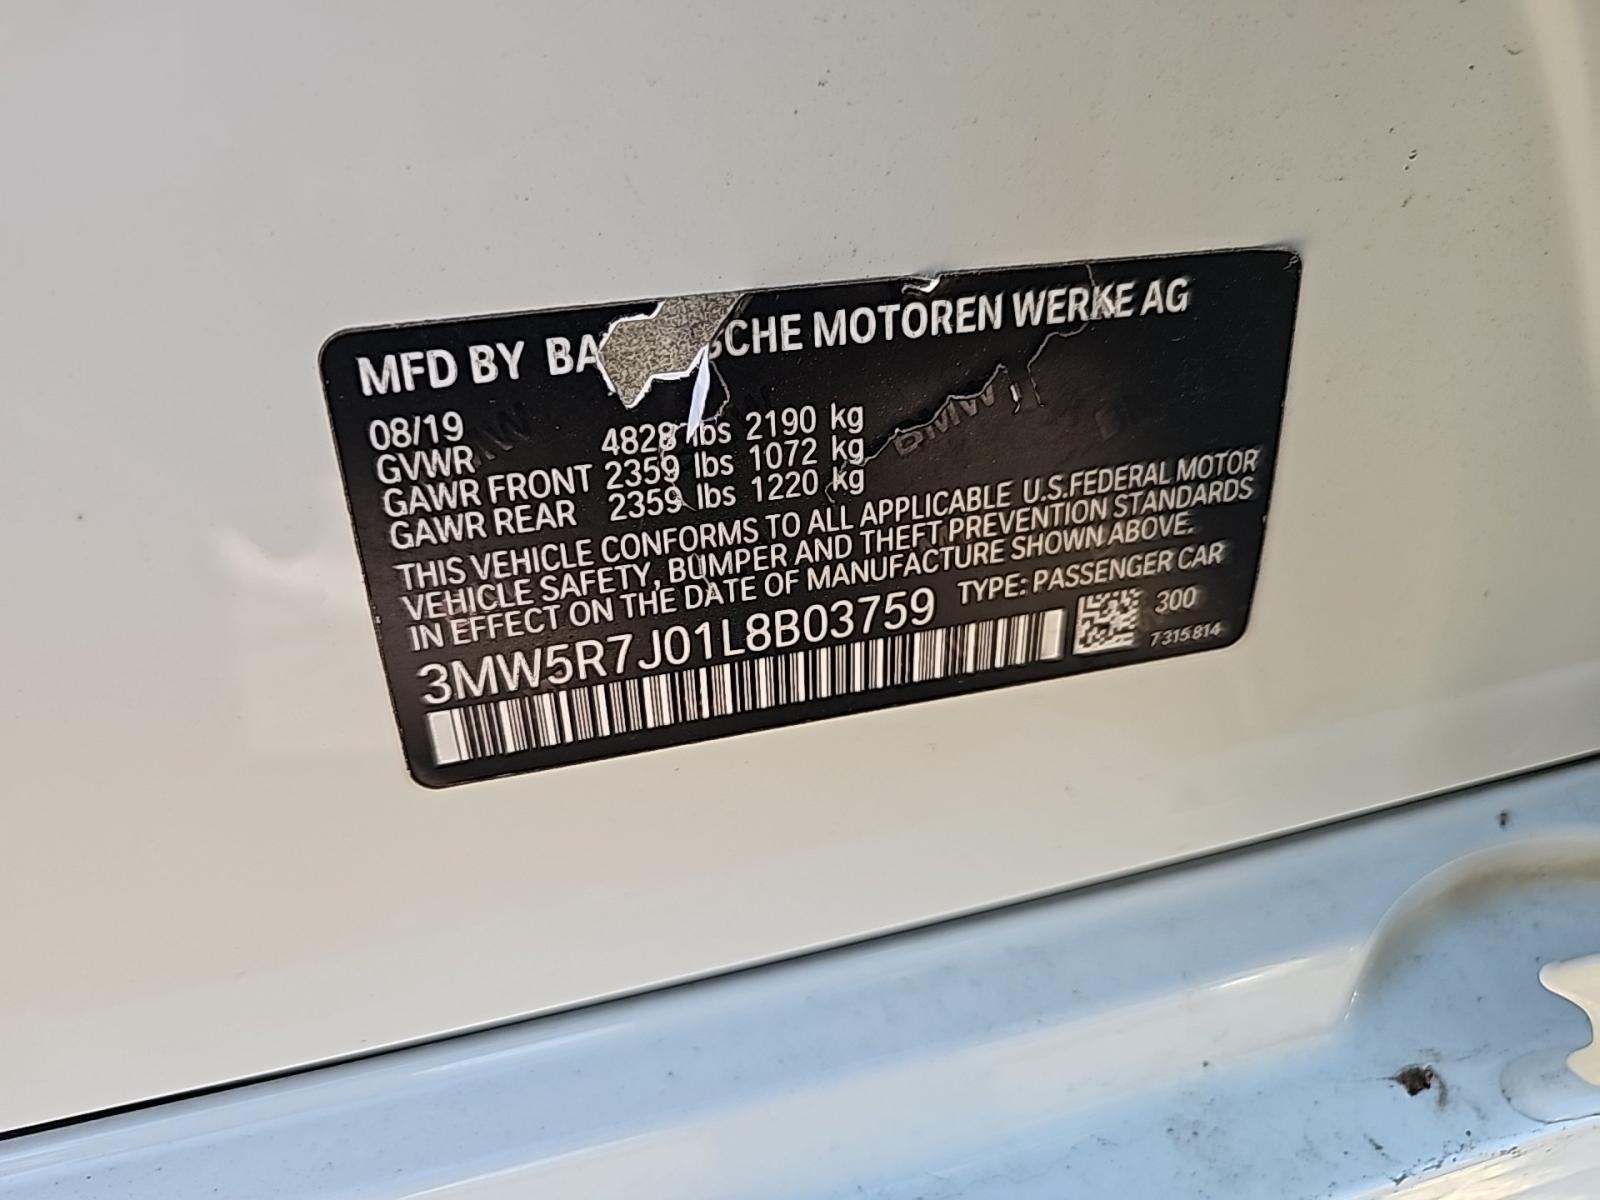 MFD BY BA SCHE MOTOREN WERKE AG
08/19
GVWR 4828 lbs 2190 kg
GAWR FRONT 2359 lbs 1072 kg
GAWR REAR 2359 lbs 1220 kg
THIS VEHICLE CONFORMS TO ALL APPLICABLE U.S.FEDERAL MOTOR
VEHICLE SAFETY, BUMPER AND THEFT PREVENTION STANDARDS
IN EFFECT ON THE DATE OF MANUFACTURE SHOWN ABOVE.
3MW5R7J01L8B03759 TYPE: PASSENGER CAR
300
7315814